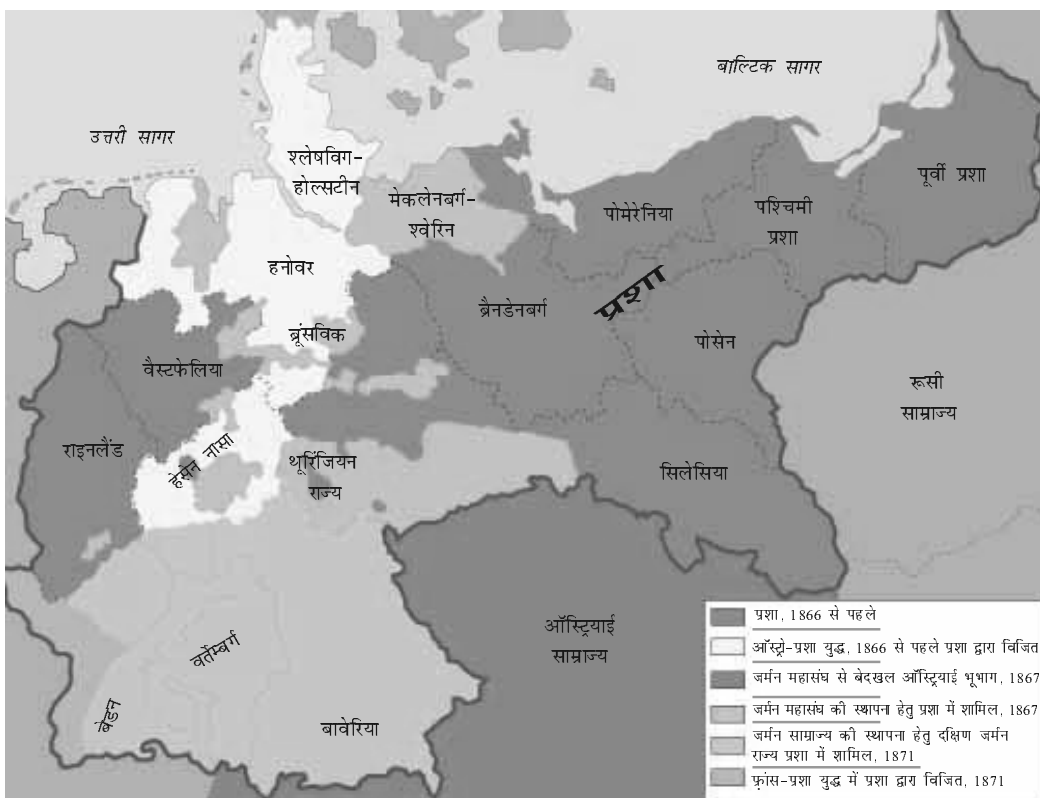 बाल्टिक सागर
उत्तरी सागर
श्लेषविग-
होल्सटीन
मेकलेनबर्ग-
श्वेरिन
पोमेरेनिया
पश्चिमी
प्रशा
पूर्वी प्रशा
हनोवर
ब्रैनडेनबर्ग
प्रशा
ब्रूंसविक
पोसेन
वैस्टफेलिया
रूसी
साम्राज्य
राइनलैंड
हेसेन नासा
थूरिंजियन
राज्य
सिलेसिया
ऑस्ट्रियाई
साम्राज्य
वर्तेम्बर्ग
बेडन
बावेरिया
प्रशा, 1866 से पहले
ऑस्ट्रो-प्रशा युद्ध, 1866 से पहले प्रशा द्वारा विजित
जर्मन महासंघ से बेदखल ऑस्ट्रियाई भूभाग, 1867
जर्मन महासंघ की स्थापना हेतु प्रशा में शामिल, 1867
जर्मन साम्राज्य की स्थापना हेतु दक्षिण जर्मन
राज्य प्रशा में शामिल, 1871
फ़्रांस-प्रशा युद्ध में प्रशा द्वारा विजित, 1871